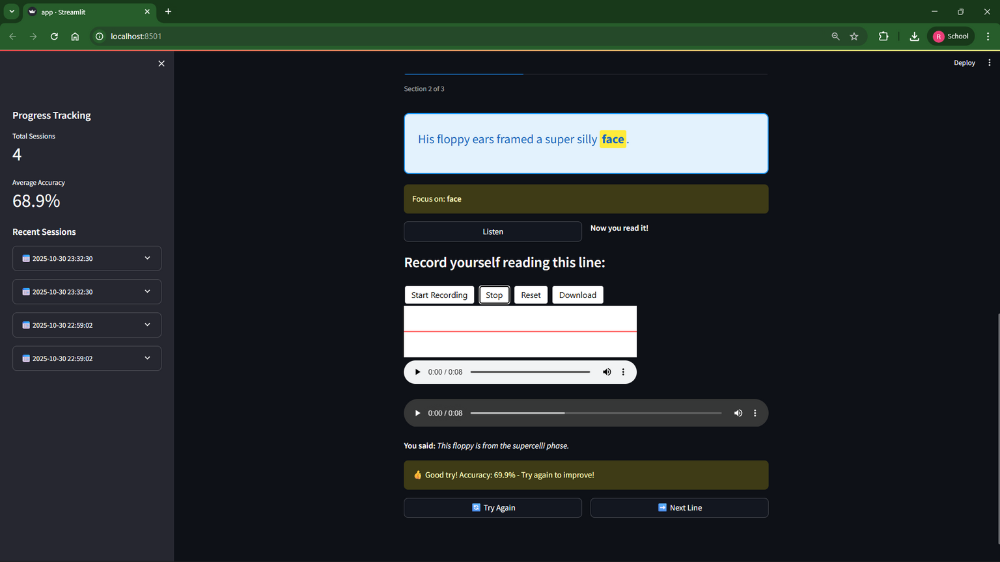 app · Streamlit
localhost:8501
R School
Deploy
Progress Tracking
Total Sessions
4
Average Accuracy
68.9%
Recent Sessions
2025-10-30 23:32:30
2025-10-30 23:32:30
2025-10-30 22:59:02
2025-10-30 22:59:02
Section 2 of 3
His floppy ears framed a super silly face.
Focus on: face
Listen
Now you read it!
Record yourself reading this line:
Start Recording Stop Reset Download
0:00 / 0:08
0:00 / 0:08
You said: This floppy is from the supercelli phase.
👍 Good try! Accuracy: 69.9% - Try again to improve!
Try Again
Next Line